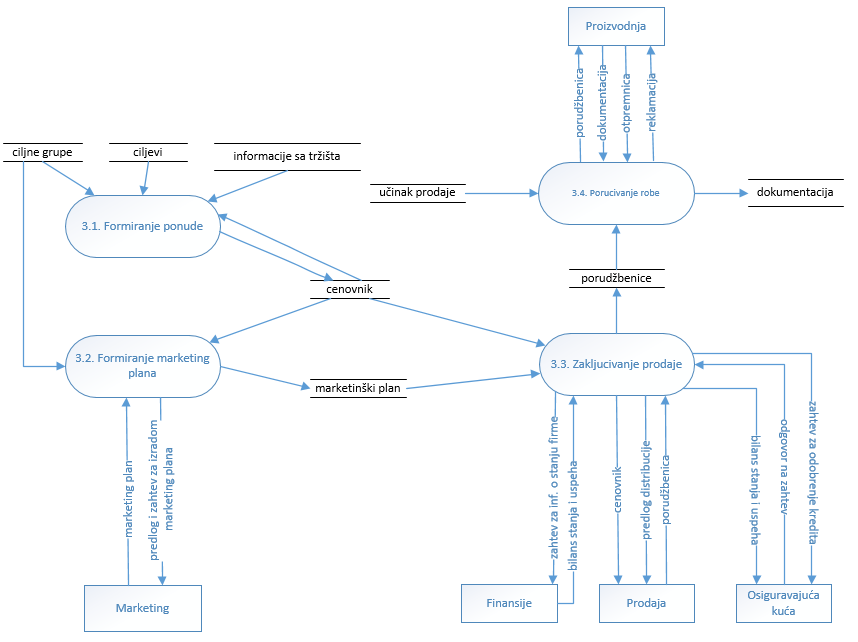 Proizvodnja
porudžbenica
dokumentacija
otpremnica
reklamacija
ciljne grupe
ciljevi
informacije sa tržišta
učinak prodaje
3.4. Porucivanje robe
dokumentacija
3.1. Formiranje ponude
cenovnik
porudžbenice
3.2. Formiranje marketing
plana
marketinški plan
3.3. Zakljucivanje prodaje
marketing plan
predlog i zahtev za izradom
marketing plana
zahtev za inf. o stanju firme
bilans stanja i uspeha
cenovnik
predlog distribucije
porudžbenica
bilans stanja i uspeha
odgovor na zahtev
zahtev za odobrenje kredita
Marketing
Finansije
Prodaja
Osiguravajuća
kuća